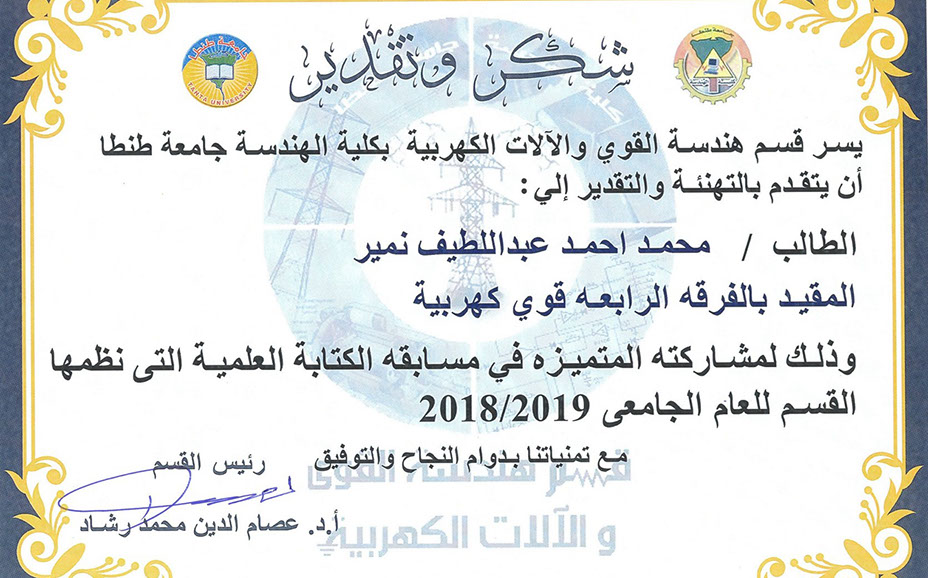 شكر وتقدير
جامعة طنطا
TANTA UNIVERSITY
يسر قسم هندسة القوي والآلات الكهربية بكلية الهندسة جامعة طنطا
أن يتقدم بالتهنئة والتقدير إلي:
الطالب / محمد احمد عبداللطيف نمير
المقيد بالفرقه الرابعه قوي كهربية
وذلك لمشاركته المتميزه في مسابقه الكتابة العلمية التى نظمها
القسم للعام الجامعى 2018/2019
مع تمنياتنا بدوام النجاح والتوفيق
رئيس القسم
أ.د. عصام الدين محمد رشاد
قسم هندسة القوى
و الآلات الكهربية